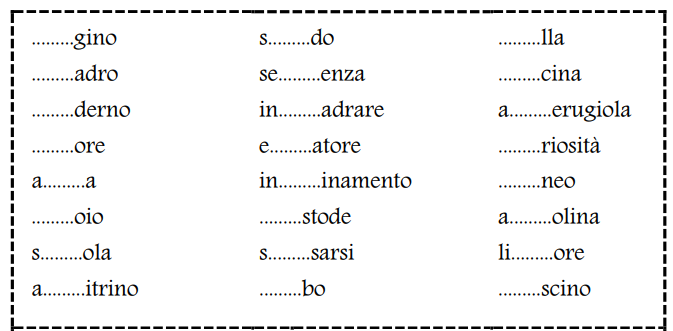 .........gino s.........do .........lla
.........adro se.........enza .........cina
.........derno in.........adrare a.........erugiola
.........ore e.........atore .........riosità
a.........a in.........inamento .........neo
.........oio .........stode a.........olina
s.........ola s.........sarsi li.........ore
a.........itrino .........bo .........scino